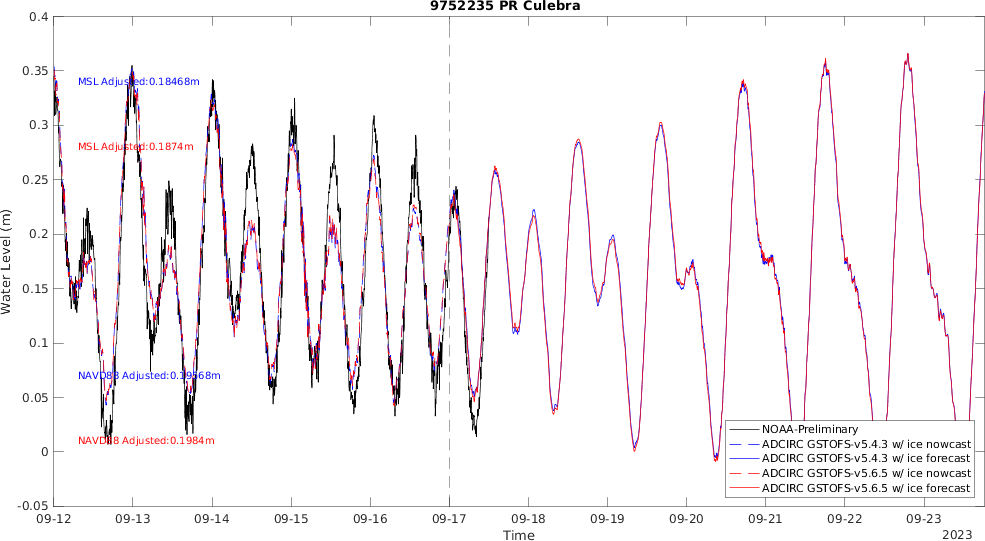 9752235 PR Culebra
0.4
0.35
0.3
0.25
0.2
0.15
0.1
0.05
0
-0.05
Water Level (m)
MSL Adjusted:0.18468m
MSL Adjusted:0.1874m
NAVD88 Adjusted:0.19568m
NAVD88 Adjusted:0.1984m
NOAA-Preliminary
ADCIRC GSTOFS-v5.4.3 w/ ice nowcast
ADCIRC GSTOFS-v5.4.3 w/ ice forecast
ADCIRC GSTOFS-v5.6.5 w/ ice nowcast
ADCIRC GSTOFS-v5.6.5 w/ ice forecast
09-12 09-13 09-14 09-15 09-16 09-17 09-18 09-19 09-20 09-21 09-22 09-23
Time
2023